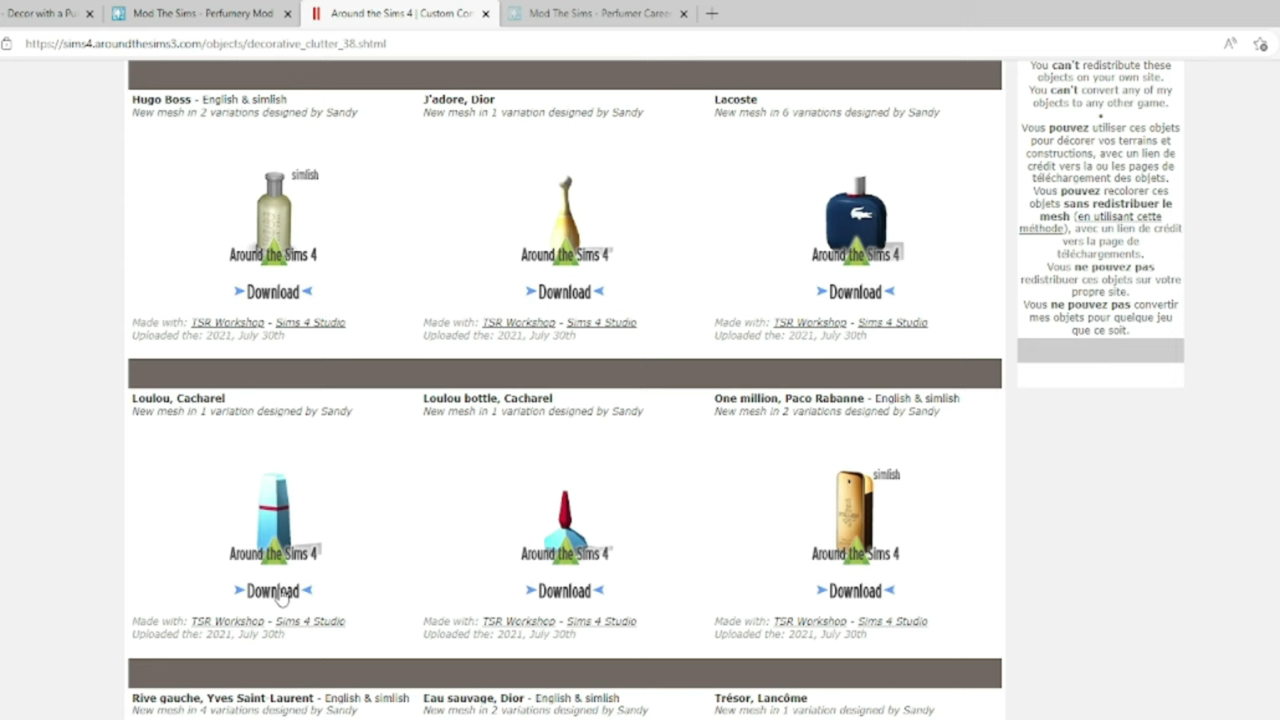 - Decor with a Pu
Mod The Sims - Perfumery Mod
Around the Sims 4 | Custom Con
Mod The Sims - Perfumer Caree
https://sims4.aroundthesims3.com/objects/decorative_clutter_38.shtml
Hugo Boss - English & simlish
New mesh in 2 variations designed by Sandy
J'adore, Dior
New mesh in 1 variation designed by Sandy
Lacoste
New mesh in 6 variations designed by Sandy
simlish
Around the Sims 4
Around the Sims 4
Around the Sims 4
Download
Download
Download
Made with: TSR Workshop - Sims 4 Studio
Uploaded the: 2021, July 30th
Made with: TSR Workshop - Sims 4 Studio
Uploaded the: 2021, July 30th
Made with: TSR Workshop - Sims 4 Studio
Uploaded the: 2021, July 30th
Loulou, Cacharel
New mesh in 1 variation designed by Sandy
Loulou bottle, Cacharel
New mesh in 1 variation designed by Sandy
One million, Paco Rabanne - English & simlish
New mesh in 2 variations designed by Sandy
simlish
Around the Sims 4
Around the Sims 4
Around the Sims 4
Download
Download
Download
Made with: TSR Workshop - Sims 4 Studio
Uploaded the: 2021, July 30th
Made with: TSR Workshop - Sims 4 Studio
Uploaded the: 2021, July 30th
Made with: TSR Workshop - Sims 4 Studio
Uploaded the: 2021, July 30th
Rive gauche, Yves Saint-Laurent - English & simlish
New mesh in 4 variations designed by Sandy
Eau sauvage, Dior - English & simlish
New mesh in 2 variations designed by Sandy
Trésor, Lancôme
New mesh in 1 variation designed by Sandy
You can't redistribute these
objects on your own site.
You can't convert any of my
objects to any other game.
•
Vous pouvez utiliser ces objets
pour décorer vos terrains et
constructions, avec un lien de
crédit vers la ou les pages de
téléchargement des objets.
Vous pouvez recolorer ces
objets sans redistribuer le
mesh (en utilisant cette
méthode), avec un lien de crédit
vers la page de
téléchargements.
Vous ne pouvez pas
redistribuer ces objets sur votre
propre site.
Vous ne pouvez pas convertir
mes objets pour quelque jeu
que ce soit.